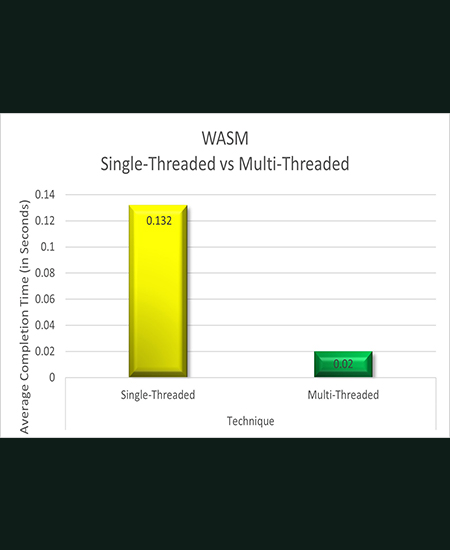 WASM
Single-Threaded vs Multi-Threaded
Average Completion Time (in Seconds)
0.14
0.12
0.1
0.08
0.06
0.04
0.02
0
0.132
0.02
Single-Threaded
Multi-Threaded
Technique